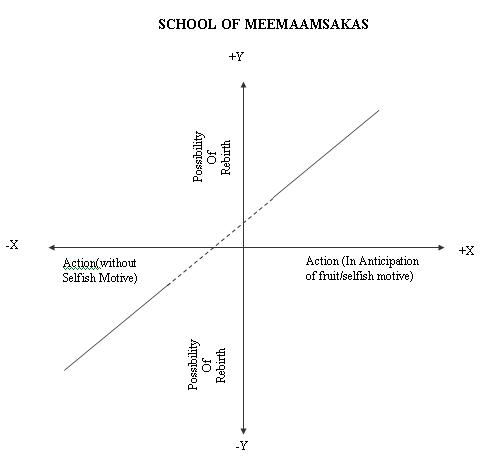 SCHOOL OF MEEMAAMSAKAS
+Y
Possibility
Of
Rebirth
-X
+X
Action(without
Selfish Motive)
Action (In Anticipation
of fruit/selfish motive)
Possibility
Of
Rebirth
-Y